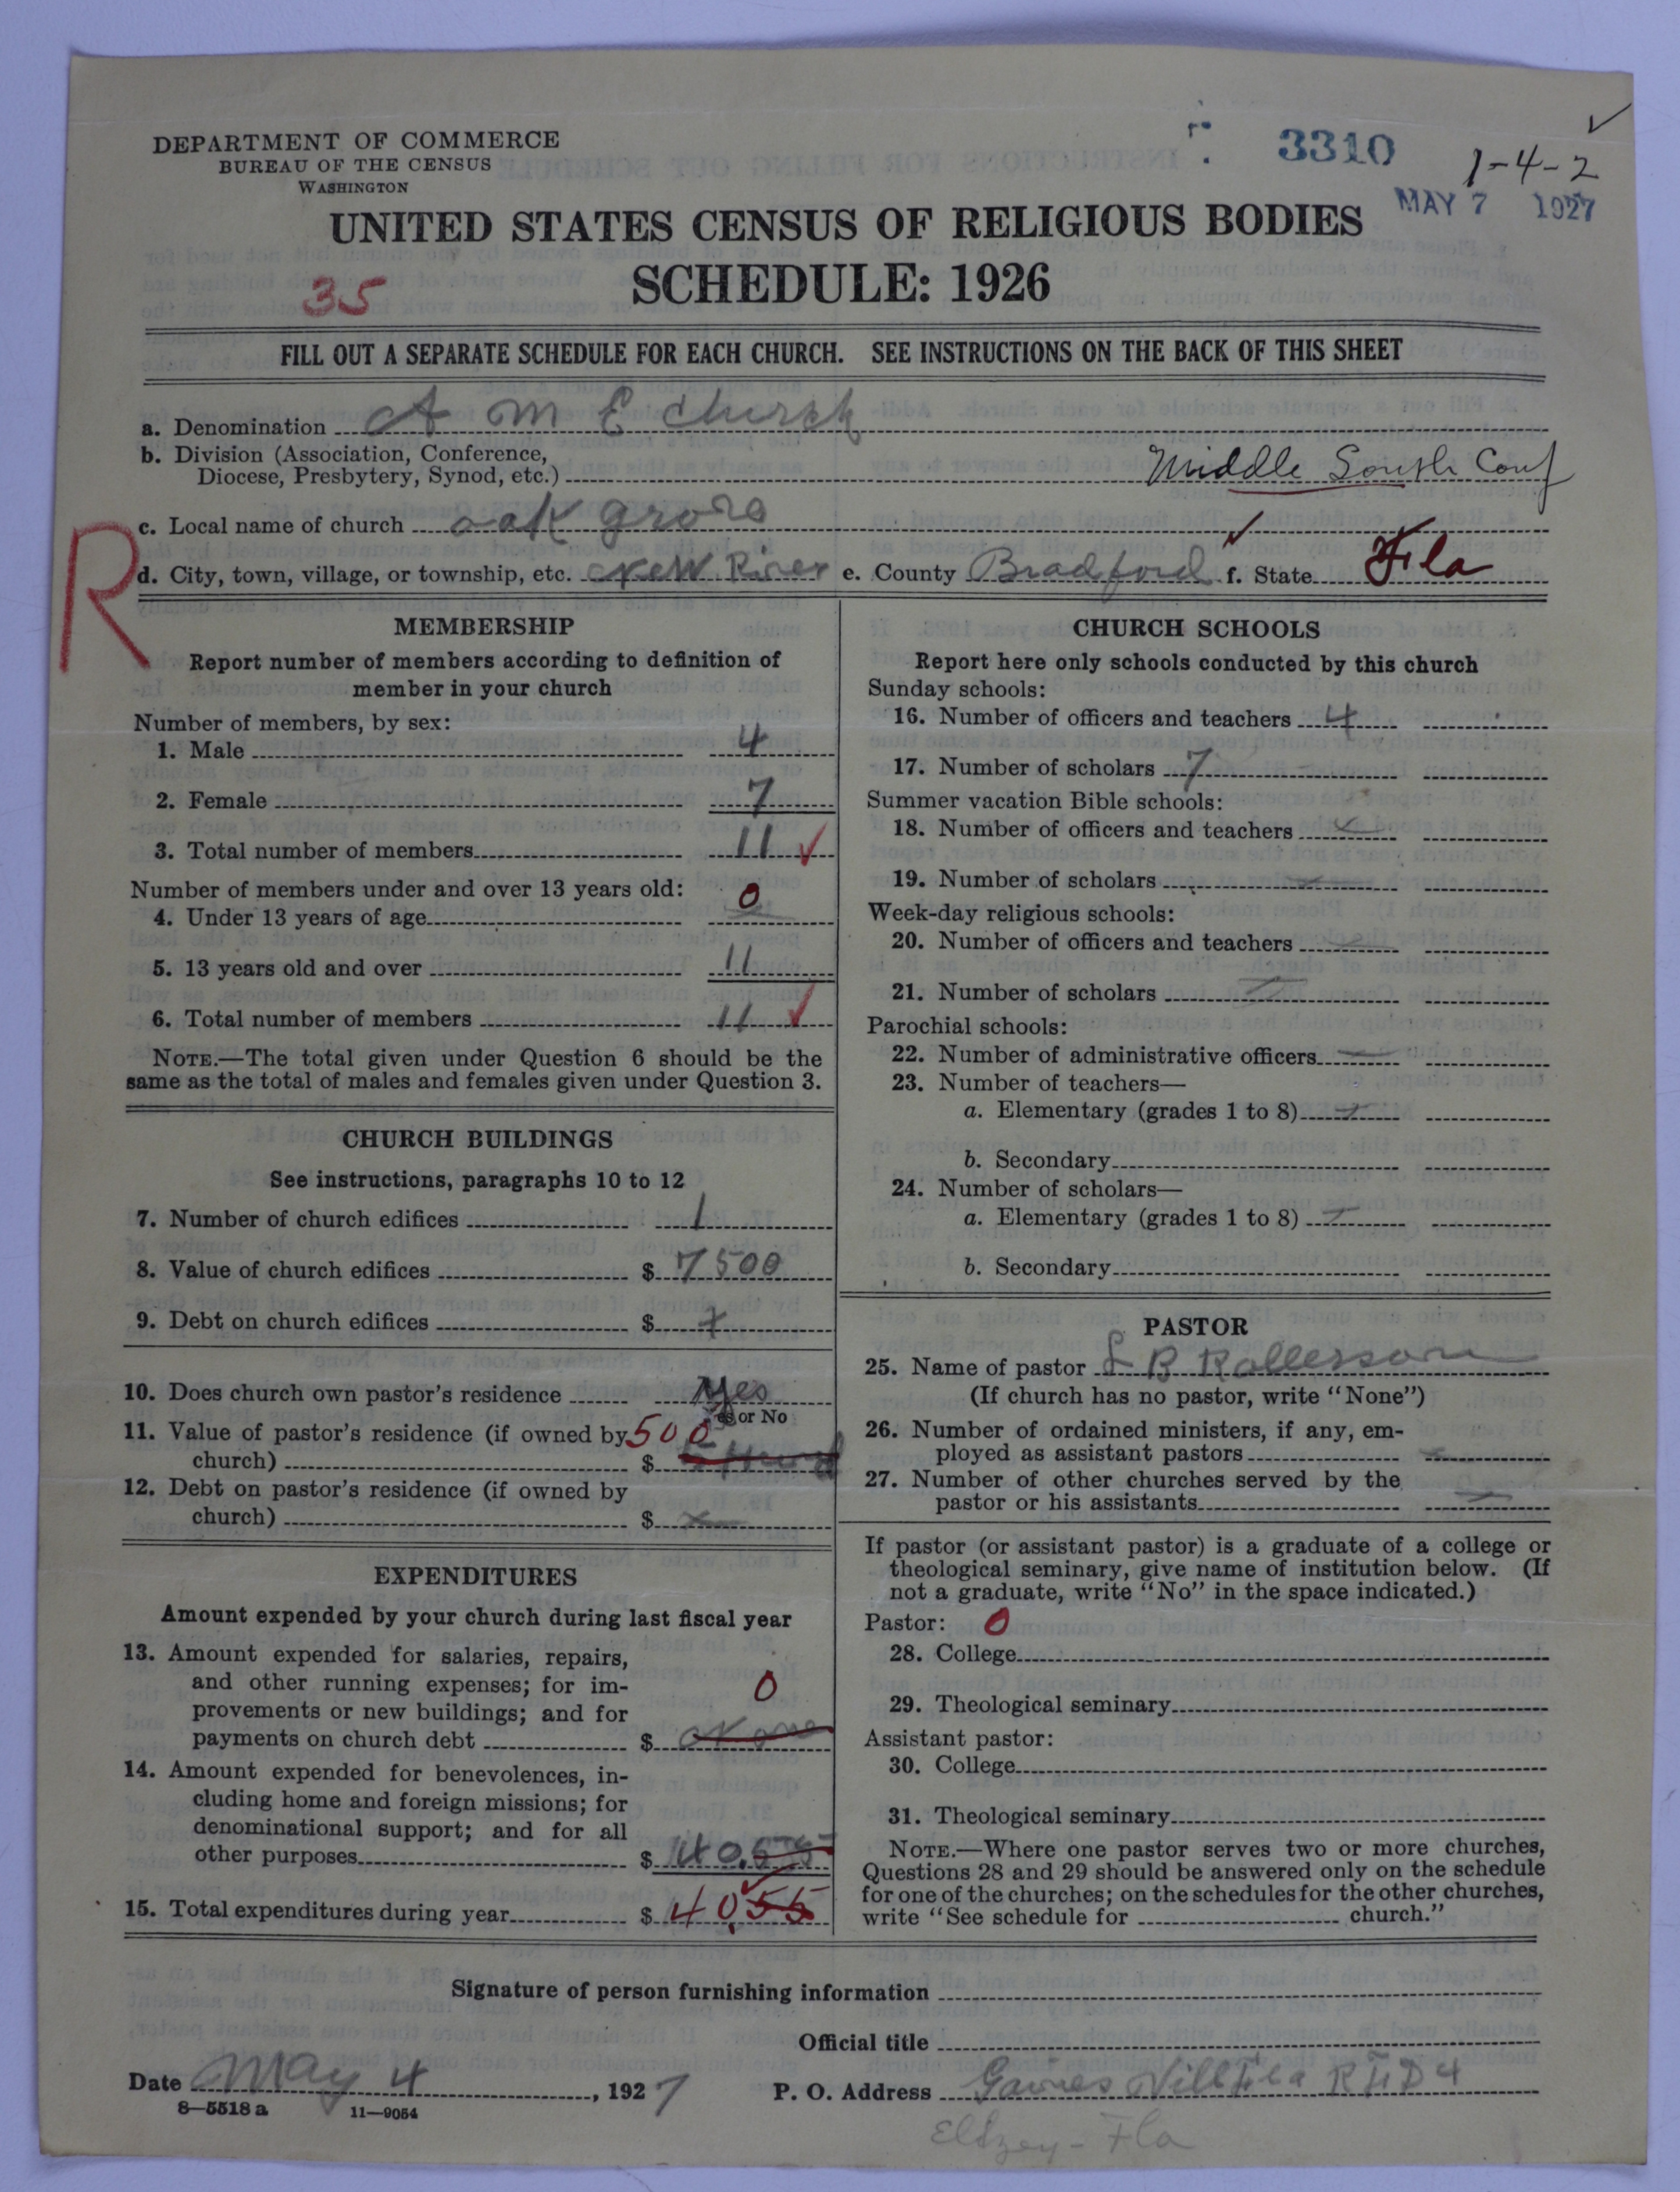 DEPARTMENT OF COMMERCE
BUREAU OF THE CENSUS
WASHINGTON
3310
1-4-2
MAY 7 1927
UNITED STATES CENSUS OF RELIGIOUS BODIES
SCHEDULE: 1926
35
FILL OUT A SEPARATE SCHEDULE FOR EACH CHURCH. SEE INSTRUCTIONS ON THE BACK OF THIS SHEET
a. Denomination A M E Church
b. Division (Association, Conference,
Diocese, Presbytery, Synod, etc.) Middle South Conf
c. Local name of church oak grove
R
d. City, town, village, or township, etc. New River e. County Bradford f. State Fla
MEMBERSHIP
Report number of members according to definition of
member in your church
Number of members, by sex:
1. Male 4
2. Female 7
3. Total number of members 11
Number of members under and over 13 years old:
4. Under 13 years of age 0
5. 13 years old and over 11
6. Total number of members 11
NOTE.—The total given under Question 6 should be the
same as the total of males and females given under Question 3.
CHURCH BUILDINGS
See instructions, paragraphs 10 to 12
7. Number of church edifices 1
8. Value of church edifices $ 7500
9. Debt on church edifices $
10. Does church own pastor's residence Yes
Yes or No
11. Value of pastor's residence (if owned by 500
church) $
12. Debt on pastor's residence (if owned by
church) $ x
EXPENDITURES
Amount expended by your church during last fiscal year
13. Amount expended for salaries, repairs,
and other running expenses; for im-
provements or new buildings; and for 0
payments on church debt $ None
14. Amount expended for benevolences, in-
cluding home and foreign missions; for
denominational support; and for all
other purposes $ 40.55
15. Total expenditures during year $ 40.55
CHURCH SCHOOLS
Report here only schools conducted by this church
Sunday schools:
16. Number of officers and teachers 4
17. Number of scholars 7
Summer vacation Bible schools:
18. Number of officers and teachers x
19. Number of scholars
Week-day religious schools:
20. Number of officers and teachers
21. Number of scholars
Parochial schools:
22. Number of administrative officers
23. Number of teachers—
a. Elementary (grades 1 to 8)
b. Secondary
24. Number of scholars—
a. Elementary (grades 1 to 8)
b. Secondary
PASTOR
25. Name of pastor L B Rollerson
(If church has no pastor, write "None")
26. Number of ordained ministers, if any, em-
ployed as assistant pastors
27. Number of other churches served by the
pastor or his assistants
If pastor (or assistant pastor) is a graduate of a college or
theological seminary, give name of institution below. (If
not a graduate, write "No" in the space indicated.)
Pastor: 0
28. College
29. Theological seminary
Assistant pastor:
30. College
31. Theological seminary
NOTE.—Where one pastor serves two or more churches,
Questions 28 and 29 should be answered only on the schedule
for one of the churches; on the schedules for the other churches,
write "See schedule for church."
Signature of person furnishing information
Official title
Date May 4, 1927 P. O. Address Gaines Vill Fla R F D 4
8—5518 a 11—9054
Elzey - Fla